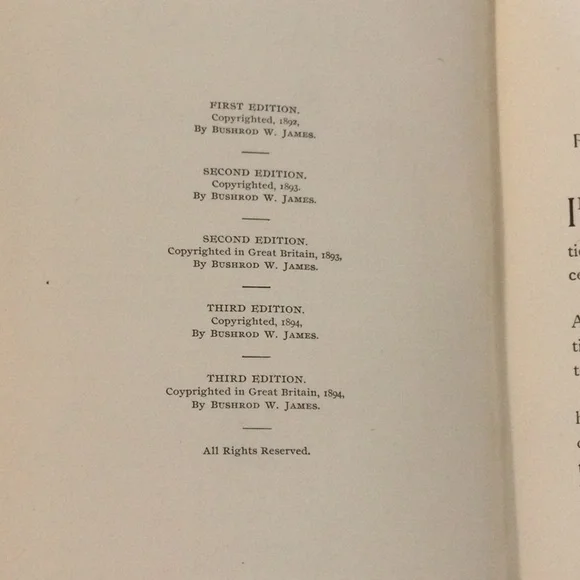 FIRST EDITION.
Copyrighted, 1892,
By BUSHROD W. JAMES.
SECOND EDITION.
Copyrighted, 1893.
By BUSHROD W. JAMES.
SECOND EDITION.
Copyrighted in Great Britain, 1893,
By BUSHROD W. JAMES.
THIRD EDITION.
Copyrighted, 1894,
By BUSHROD W. JAMES.
THIRD EDITION.
Coyprighted in Great Britain, 1894,
By BUSHROD W. JAMES.
All Rights Reserved.